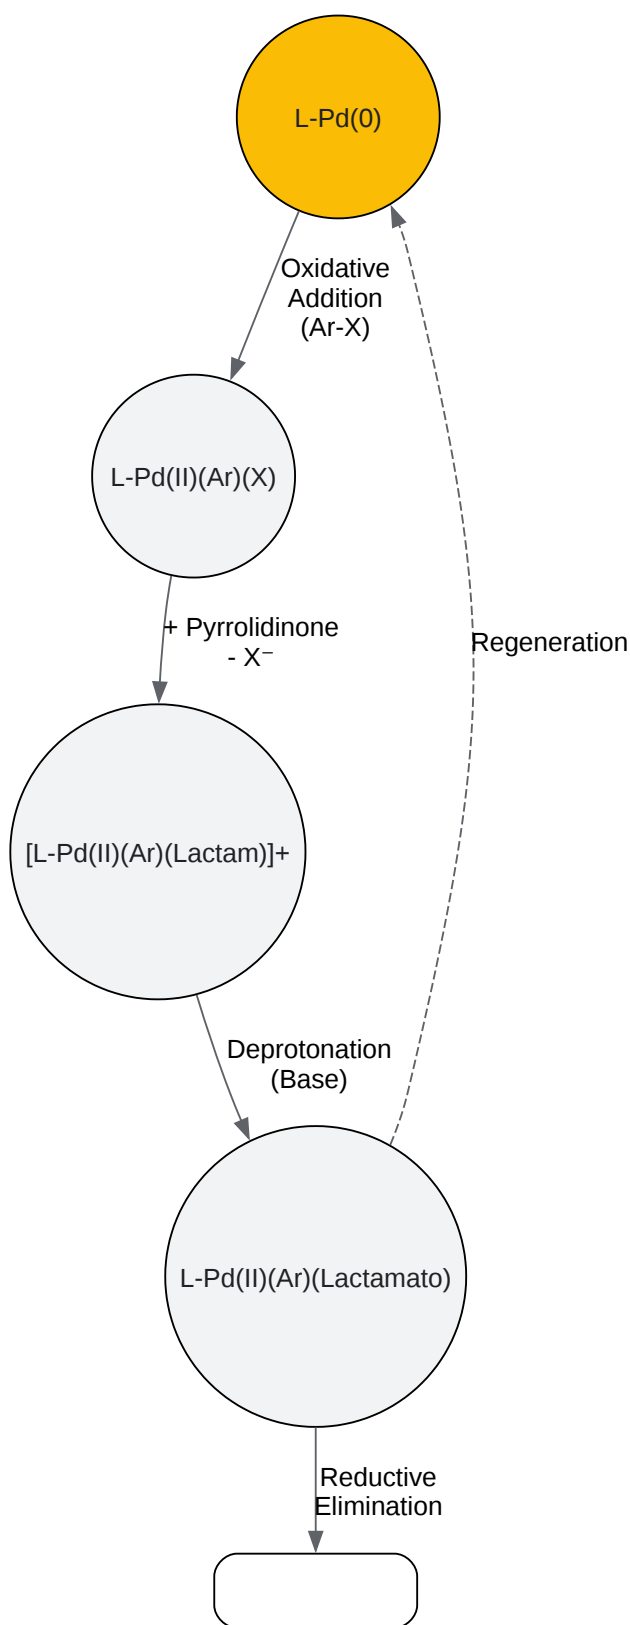 L-Pd(0)
Oxidative
Addition
(Ar-X)
L-Pd(II)(Ar)(X)
+ Pyrrolidinone
- X⁻
Regeneration
[L-Pd(II)(Ar)(Lactam)]+
Deprotonation
(Base)
L-Pd(II)(Ar)(Lactamato)
Reductive
Elimination